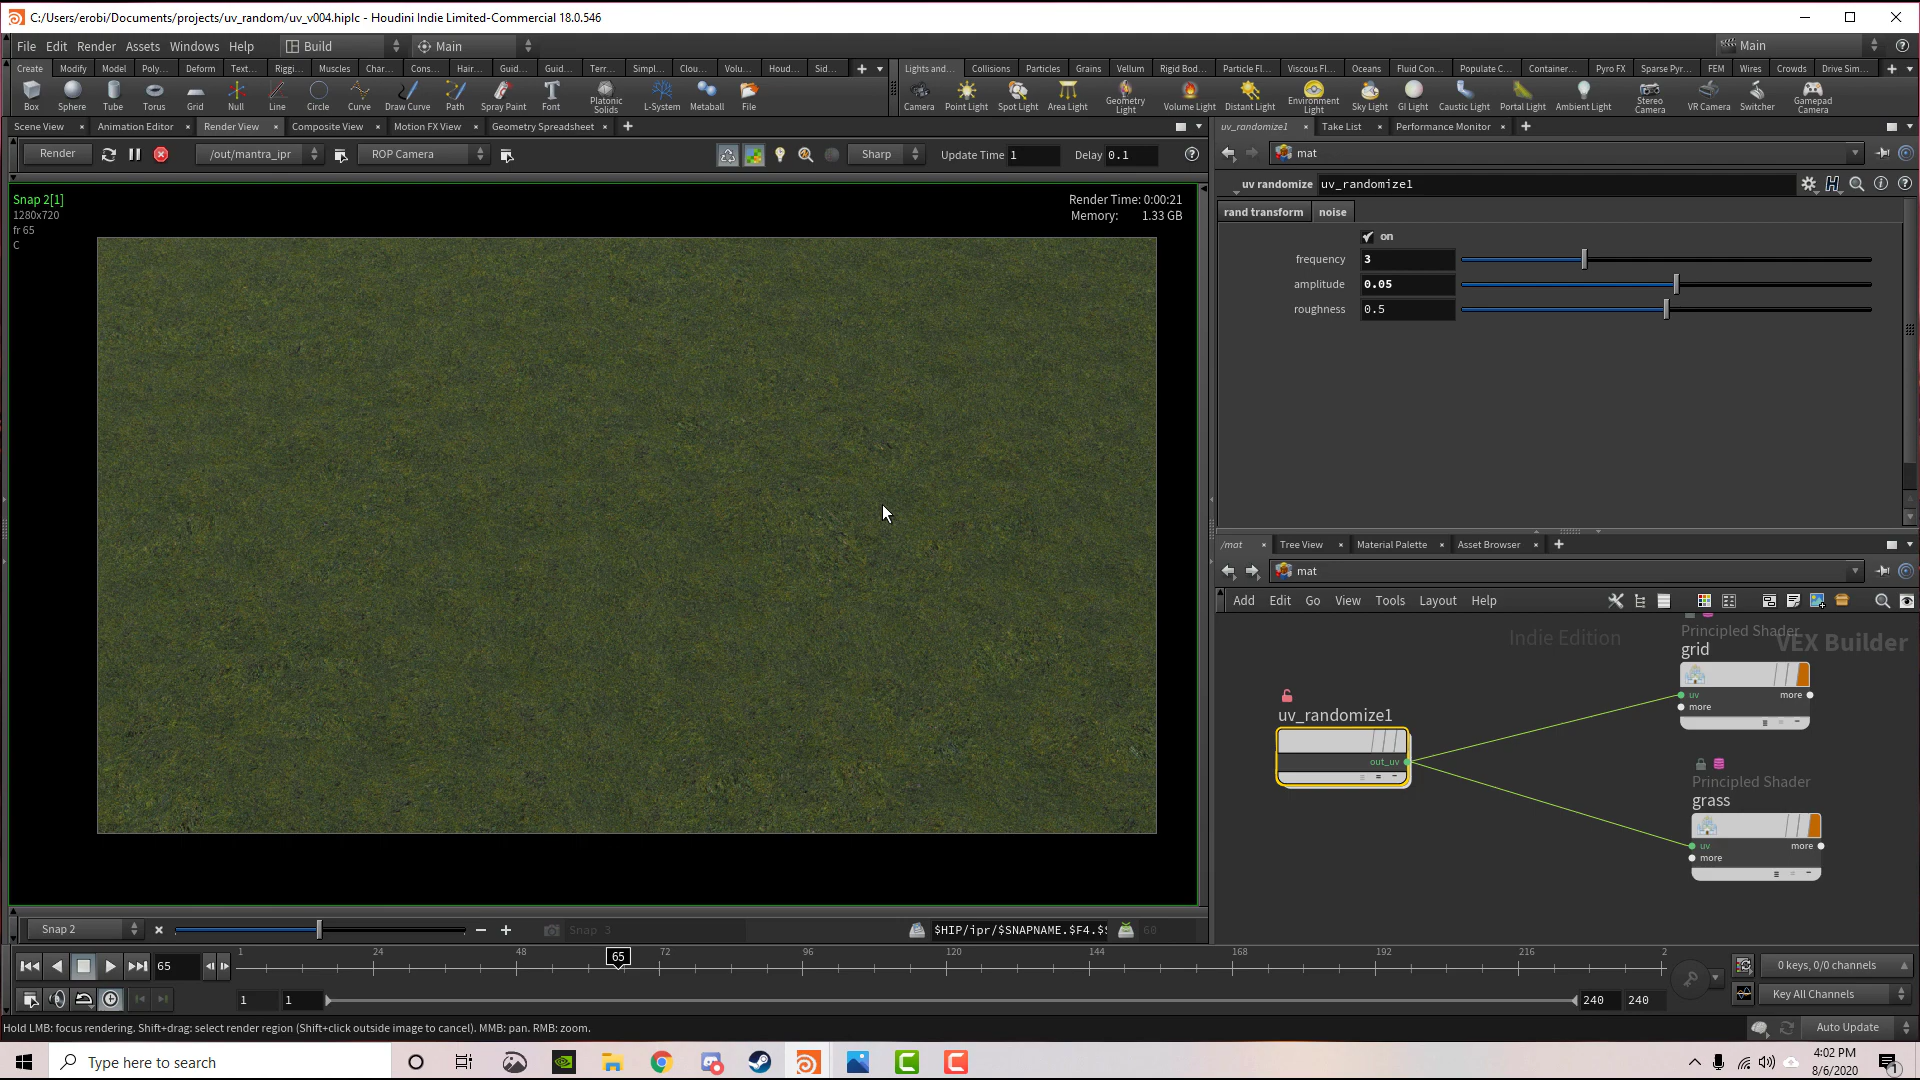 C:/Users/erobi/Documents/projects/uv_random/uv_v004.hiplc - Houdini Indie Limited-Commercial 18.0.546
File Edit Render Assets Windows Help Build Main Main
Create Modify Model Poly... Deform Text... Riggi... Muscles Char... Cons... Hair... Guid... Guid... Terr... Simpl... Clou... Volu... Houd... Sid...
Lights and... Collisions Particles Grains Vellum Rigid Bod... Particle Fl... Viscous Fl... Oceans Fluid Con... Populate C... Container... Pyro FX Sparse Pyr... FEM Wires Crowds Drive Sim...
Box Sphere Tube Torus Grid Null Line Circle Curve Draw Curve Path Spray Paint Font Platonic Solids L-System Metaball File
Camera Point Light Spot Light Area Light Geometry Light Volume Light Distant Light Environment Light Sky Light GI Light Caustic Light Portal Light Ambient Light Stereo Camera VR Camera Switcher Gamepad Camera
Scene View Animation Editor Render View Composite View Motion FX View Geometry Spreadsheet
uv_randomize1 Take List Performance Monitor
Render /out/mantra_ipr ROP Camera Sharp Update Time 1 Delay 0.1
mat
uv randomize uv_randomize1
rand transform noise
on
frequency 3
amplitude 0.05
roughness 0.5
Snap 2[1]
1280x720
fr 65
C
Render Time: 0:00:21
Memory: 1.33 GB
/mat Tree View Material Palette Asset Browser
mat
Add Edit Go View Tools Layout Help
Indie Edition
VEX Builder
Principled Shader
grid
uv more
more
uv_randomize1
out_uv
Principled Shader
grass
uv more
more
Snap 2 Snap 3 $HIP/ipr/$SNAPNAME.$F4.$ 60
65 1 24 48 65 72 96 120 144 168 192 216 2
0 keys, 0/0 channels
1 1 240 240
Key All Channels
Hold LMB: focus rendering. Shift+drag: select render region (Shift+click outside image to cancel). MMB: pan. RMB: zoom.
Auto Update
Type here to search
4:02 PM
8/6/2020
1